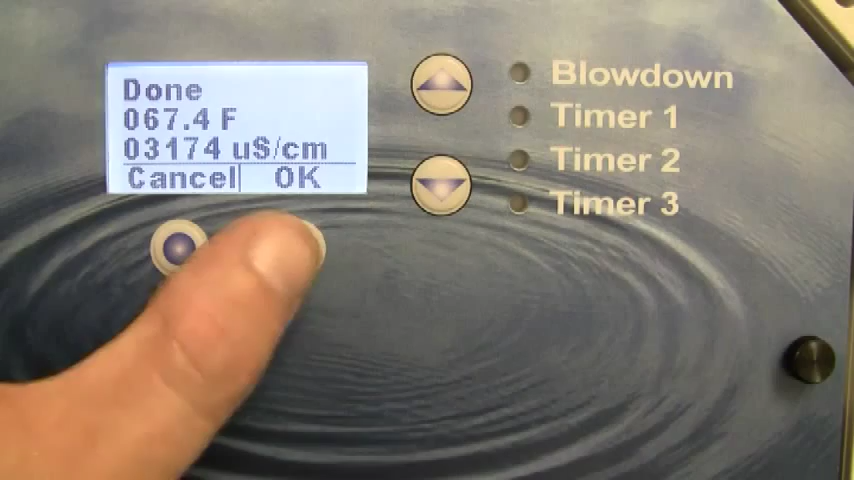 Done
067.4 F
03174 uS/cm
Cancel OK
Blowdown
Timer 1
Timer 2
Timer 3